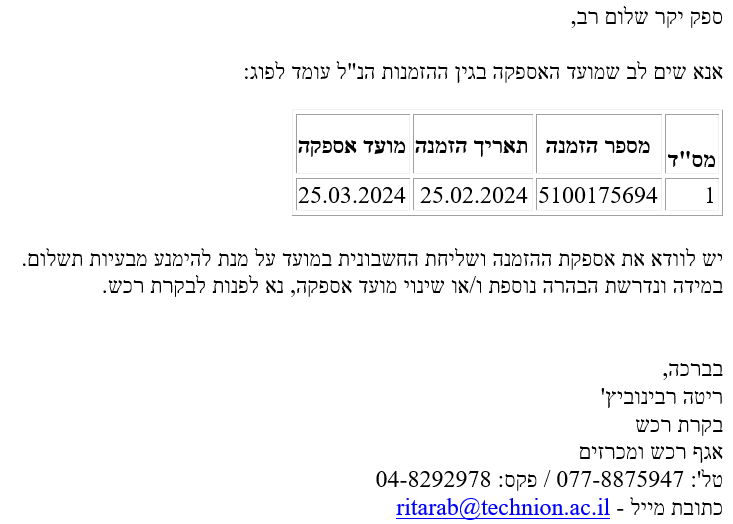 ספק יקר שלום רב,
אנא שים לב שמועד האספקה בגין ההזמנות הנ"ל עומד לפוג:
מס"ד מספר הזמנה תאריך הזמנה מועד אספקה
1 5100175694 25.02.2024 25.03.2024
יש לוודא את אספקת ההזמנה ושליחת החשבונית במועד על מנת להימנע מבעיות תשלום.
במידה ונדרשת הבהרה נוספת ו/או שינוי מועד אספקה, נא לפנות לבקרת רכש.
בברכה,
ריטה רבינוביץ'
בקרת רכש
אגף רכש ומכרזים
טל': 077-8875947 / פקס: 04-8292978
כתובת מייל - ritarab@technion.ac.il